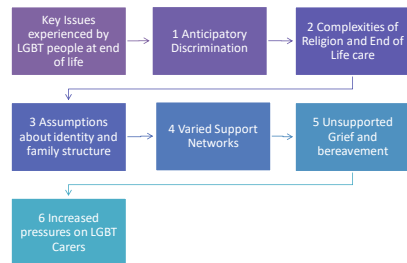 Key Issues
experienced by
LGBT people at end
of life
1 Anticipatory
Discrimination
2 Complexities of
Religion and End of
Life care
3 Assumptions
about identity and
family structure
4 Varied Support
Networks
5 Unsupported
Grief and
bereavement
6 Increased
pressures on LGBT
Carers